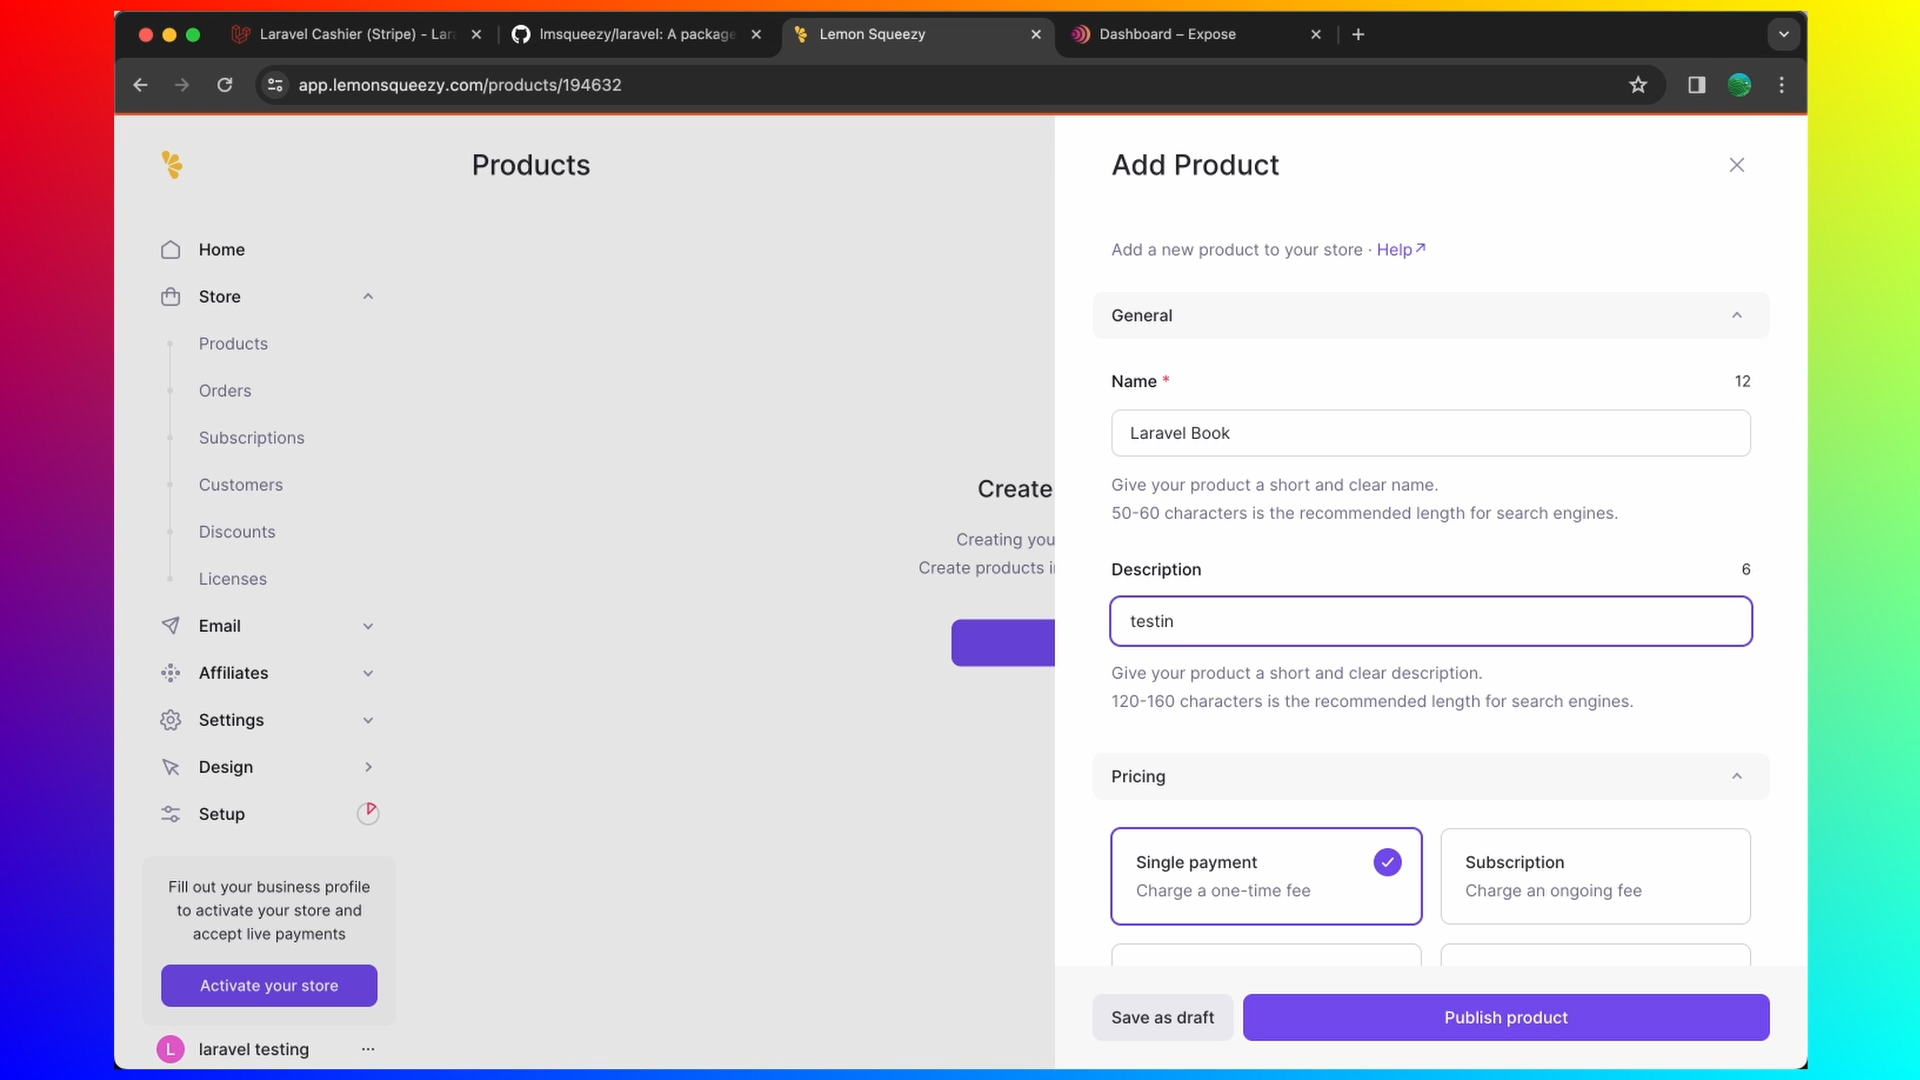 Laravel Cashier (Stripe) - Lar
lmsqueezy/laravel: A package
Lemon Squeezy
Dashboard – Expose
app.lemonsqueezy.com/products/194632
Products
Home
Store
Products
Orders
Subscriptions
Customers
Discounts
Licenses
Email
Affiliates
Settings
Design
Setup
Fill out your business profile
to activate your store and
accept live payments
Activate your store
L
laravel testing
Create
Creating you
Create products i
Add Product
Add a new product to your store · Help↗
General
Name *
12
Laravel Book
Give your product a short and clear name.
50-60 characters is the recommended length for search engines.
Description
6
testin
Give your product a short and clear description.
120-160 characters is the recommended length for search engines.
Pricing
Single payment
Charge a one-time fee
Subscription
Charge an ongoing fee
Save as draft
Publish product